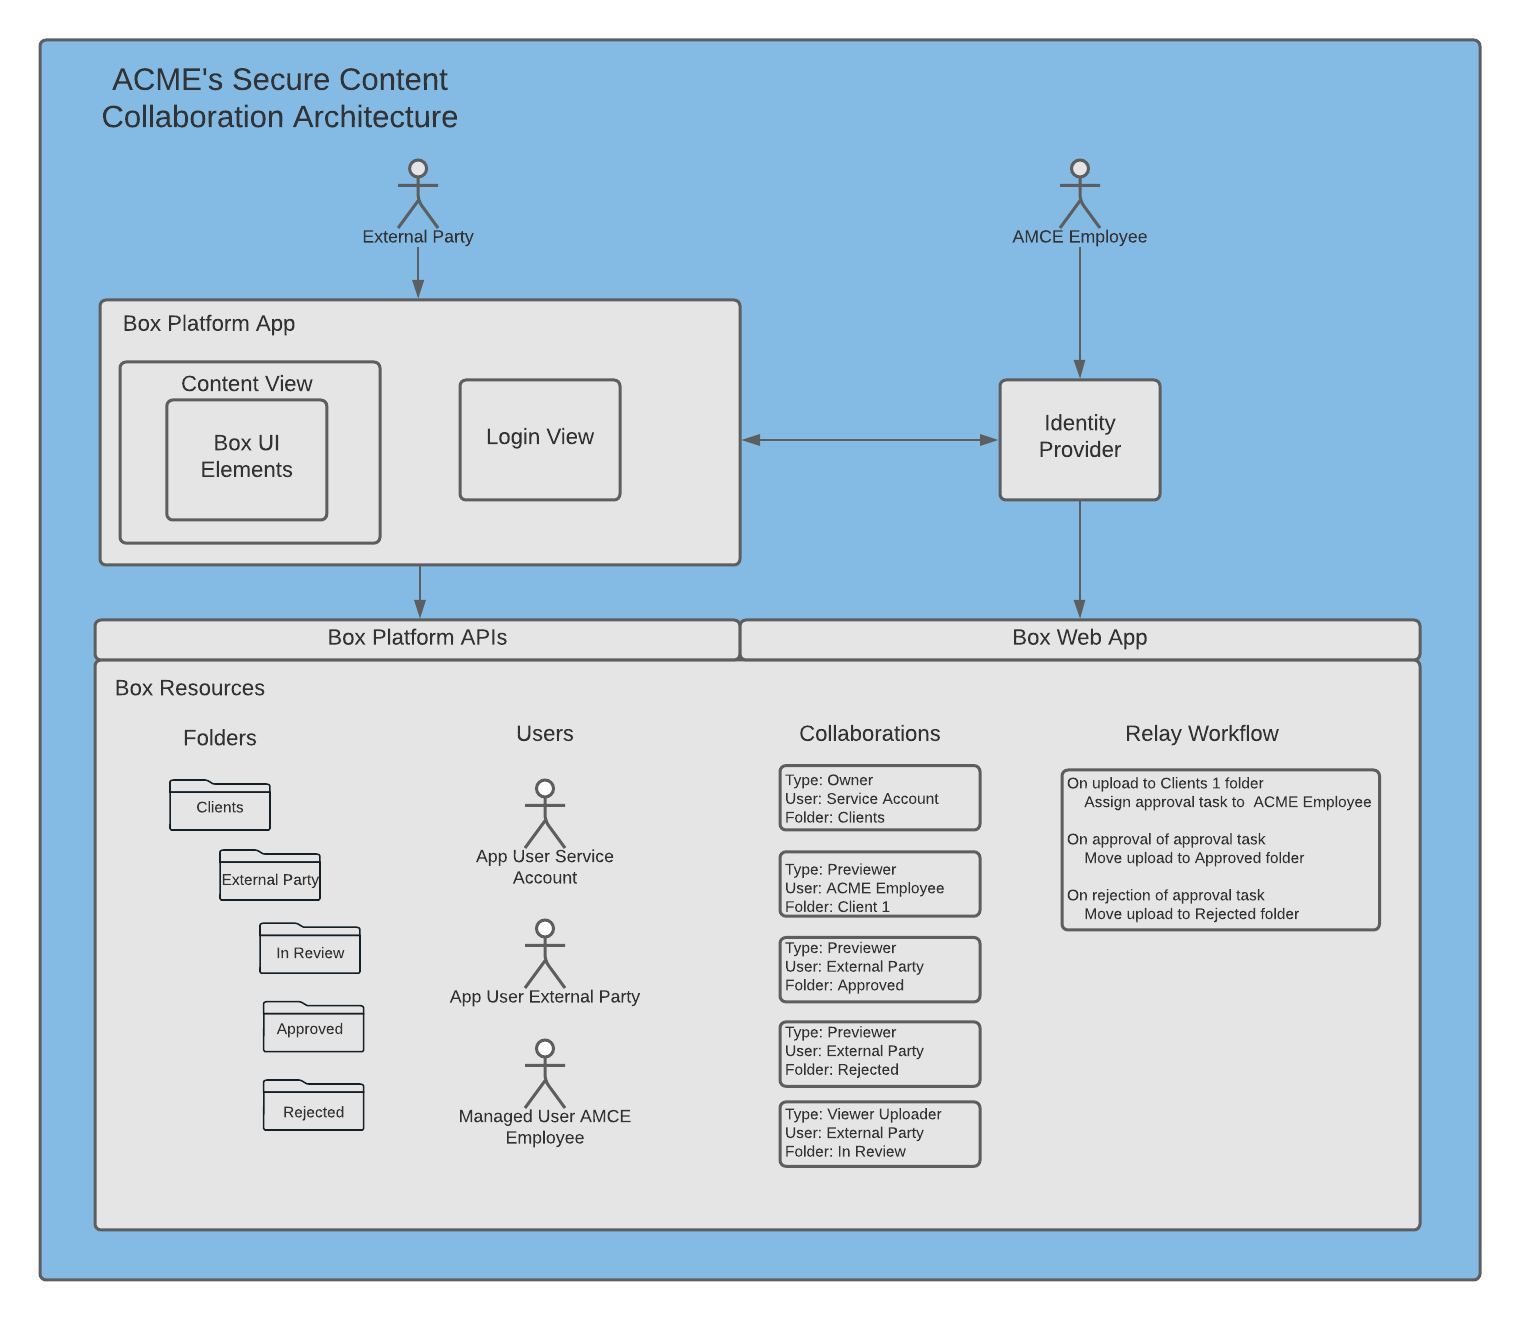 ACME's Secure Content
Collaboration Architecture
External Party
AMCE Employee
Box Platform App
Content View
Box UI
Elements
Login View
Identity
Provider
Box Platform APIs
Box Web App
Box Resources
Folders
Clients
External Party
In Review
Approved
Rejected
Users
App User Service
Account
App User External Party
Managed User AMCE
Employee
Collaborations
Type: Owner
User: Service Account
Folder: Clients
Type: Previewer
User: ACME Employee
Folder: Client 1
Type: Previewer
User: External Party
Folder: Approved
Type: Previewer
User: External Party
Folder: Rejected
Type: Viewer Uploader
User: External Party
Folder: In Review
Relay Workflow
On upload to Clients 1 folder
Assign approval task to ACME Employee
On approval of approval task
Move upload to Approved folder
On rejection of approval task
Move upload to Rejected folder